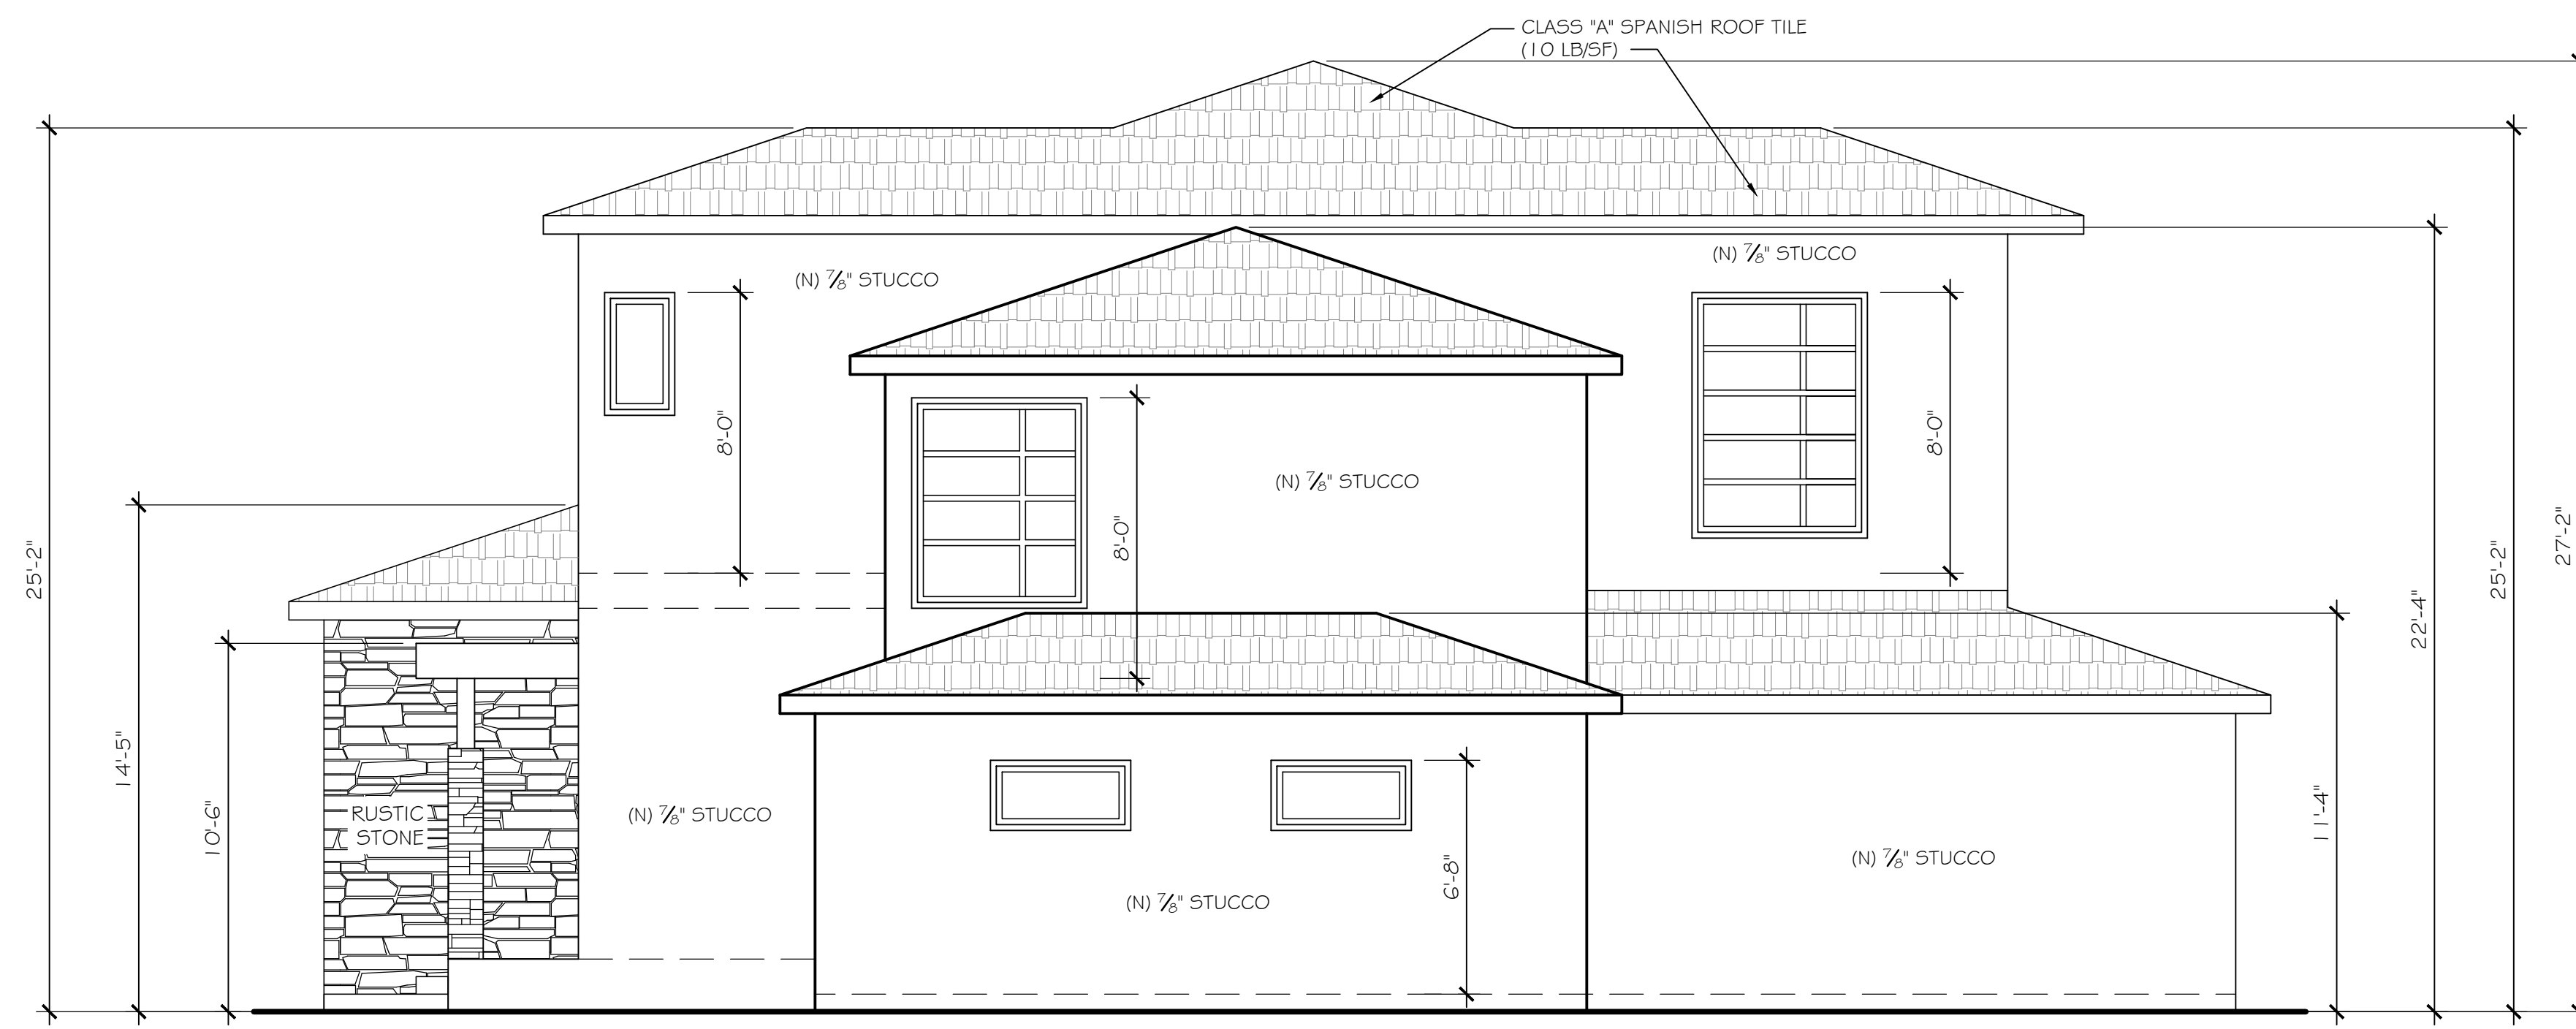 CLASS "A" SPANISH ROOF TILE
(10 LB/SF)
(N) 7/8" STUCCO
(N) 7/8" STUCCO
8'-0"
8'-0"
(N) 7/8" STUCCO
8'-0"
25'-2"
14'-5"
10'-6"
RUSTIC
STONE
(N) 7/8" STUCCO
(N) 7/8" STUCCO
6'-8"
(N) 7/8" STUCCO
11'-4"
22'-4"
25'-2"
27'-2"